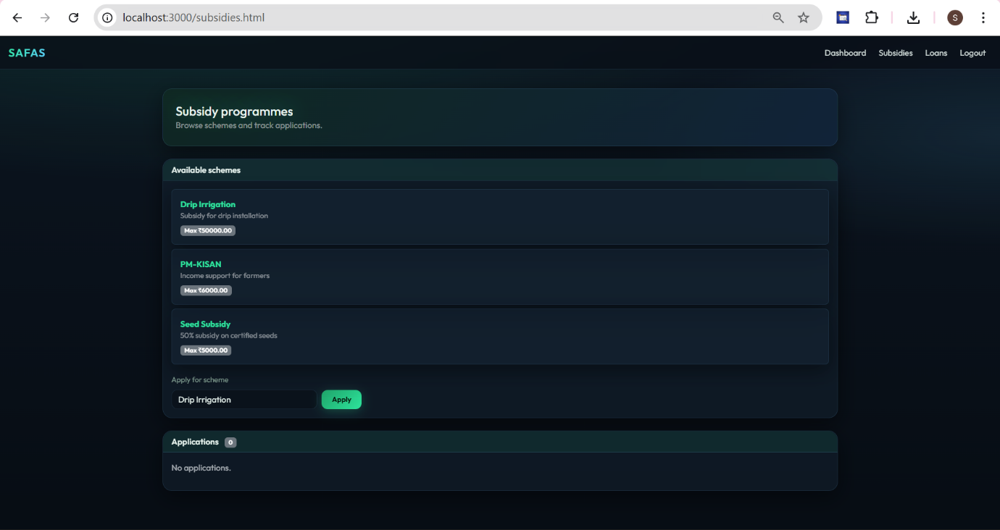 localhost:3000/subsidies.html
S
SAFAS
Dashboard Subsidies Loans Logout
Subsidy programmes
Browse schemes and track applications.
Available schemes
Drip Irrigation
Subsidy for drip installation
Max ₹50000.00
PM-KISAN
Income support for farmers
Max ₹6000.00
Seed Subsidy
50% subsidy on certified seeds
Max ₹5000.00
Apply for scheme
Drip Irrigation Apply
Applications 0
No applications.